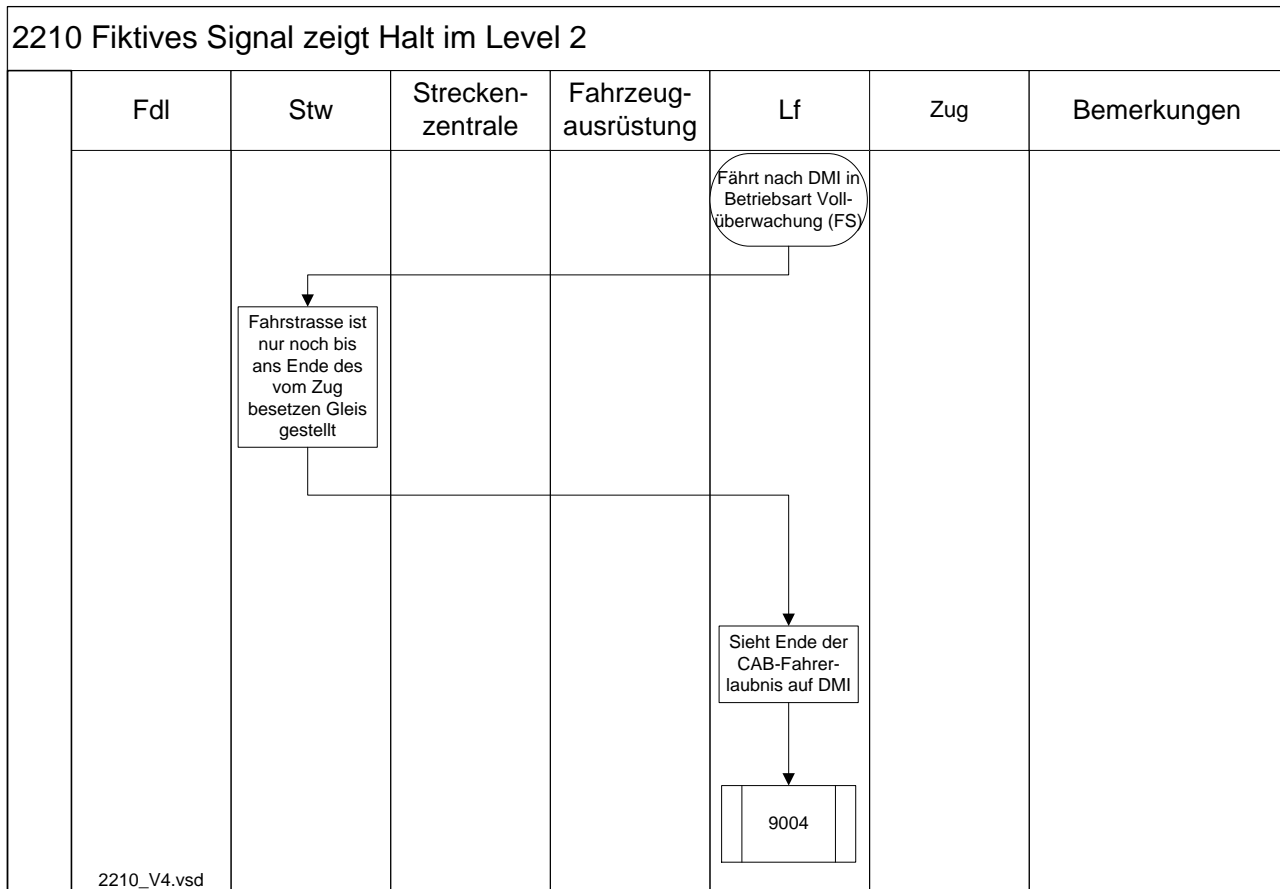 2210 Fiktives Signal zeigt Halt im Level 2
Fdl
Stw
Strecken-
zentrale
Fahrzeug-
ausrüstung
Lf
Zug
Bemerkungen
Fährt nach DMI in
Betriebsart Voll-
überwachung (FS)
Fahrstrasse ist
nur noch bis
ans Ende des
vom Zug
besetzen Gleis
gestellt
Sieht Ende der
CAB-Fahrer-
laubnis auf DMI
9004
2210_V4.vsd